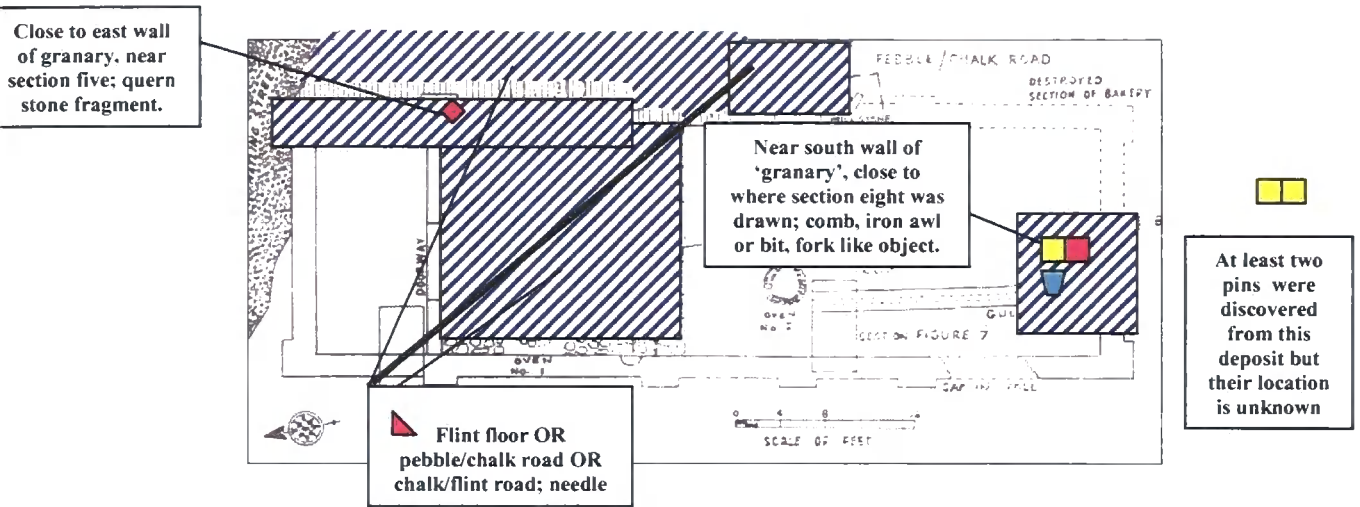 Close to east wall
of granary, near
section five; quern
stone fragment.
PEBBLE/CHALK ROAD
DESTROYED
SECTION OF BAKERY
Near south wall of
‘granary’, close to
where section eight was
drawn; comb, iron awl
or bit, fork like object.
DOORWAY
OVEN
No. 1
OVEN
SECTION FIGURE 7
0 4 8
SCALE OF FEET
Flint floor OR
pebble/chalk road OR
chalk/flint road; needle
At least two
pins were
discovered
from this
deposit but
their location
is unknown